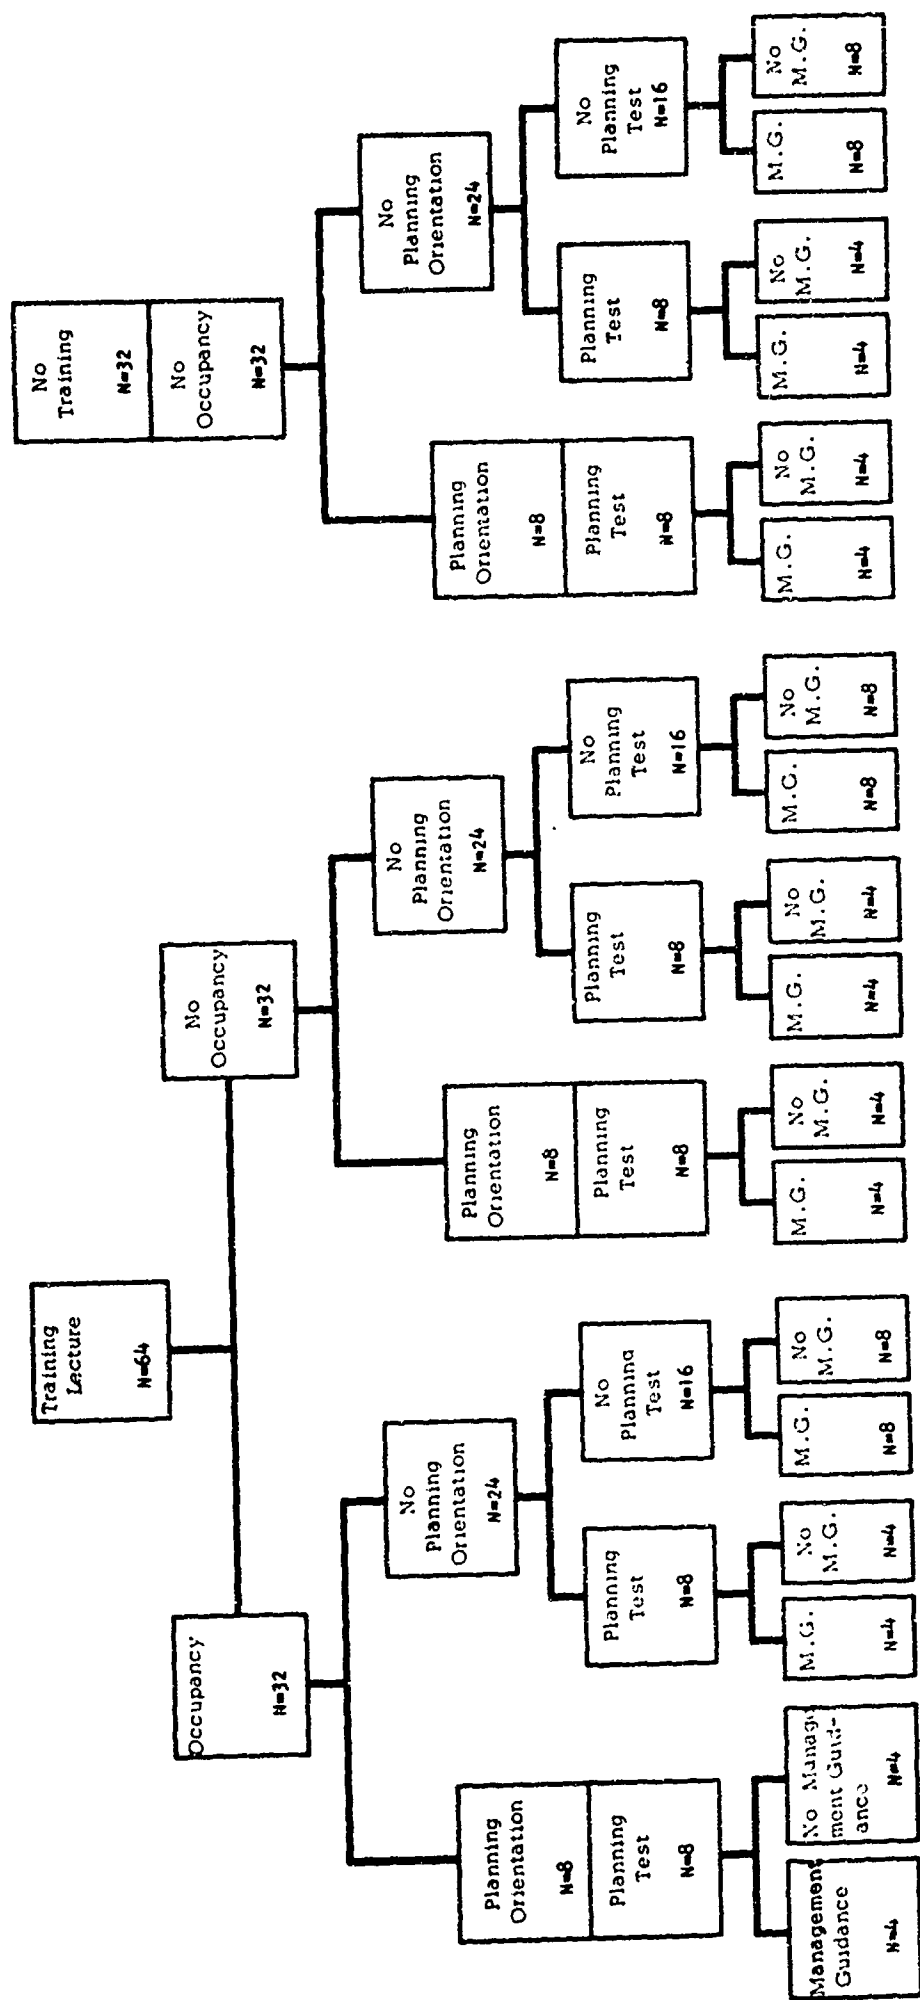 Training
Lecture
N=64
No
Training
N=32
Occupancy
N=32
No
Occupancy
N=32
No
Occupancy
N=32
Planning
Orientation
N=8
Planning
Test
N=8
No
Planning
Orientation
N=24
Planning
Test
N=8
No
Planning
Test
N=16
Management
Guidance
N=4
No Manage
ment Guid-
ance
N=4
M.G.
N=4
No
M.G.
N=4
M.G.
N=8
No
M.G.
N=8
Planning
Orientation
N=8
Planning
Test
N=8
No
Planning
Orientation
N=24
Planning
Test
N=8
No
Planning
Test
N=16
M.G.
N=4
No
M.G.
N=4
M.G.
N=4
No
M.G.
N=4
M.G.
N=8
No
M.G.
N=8
Planning
Orientation
N=8
Planning
Test
N=8
No
Planning
Orientation
N=24
Planning
Test
N=8
No
Planning
Test
N=16
M.G.
N=4
No
M.G.
N=4
M.G.
N=4
No
M.G.
N=4
M.G.
N=8
No
M.G.
N=8